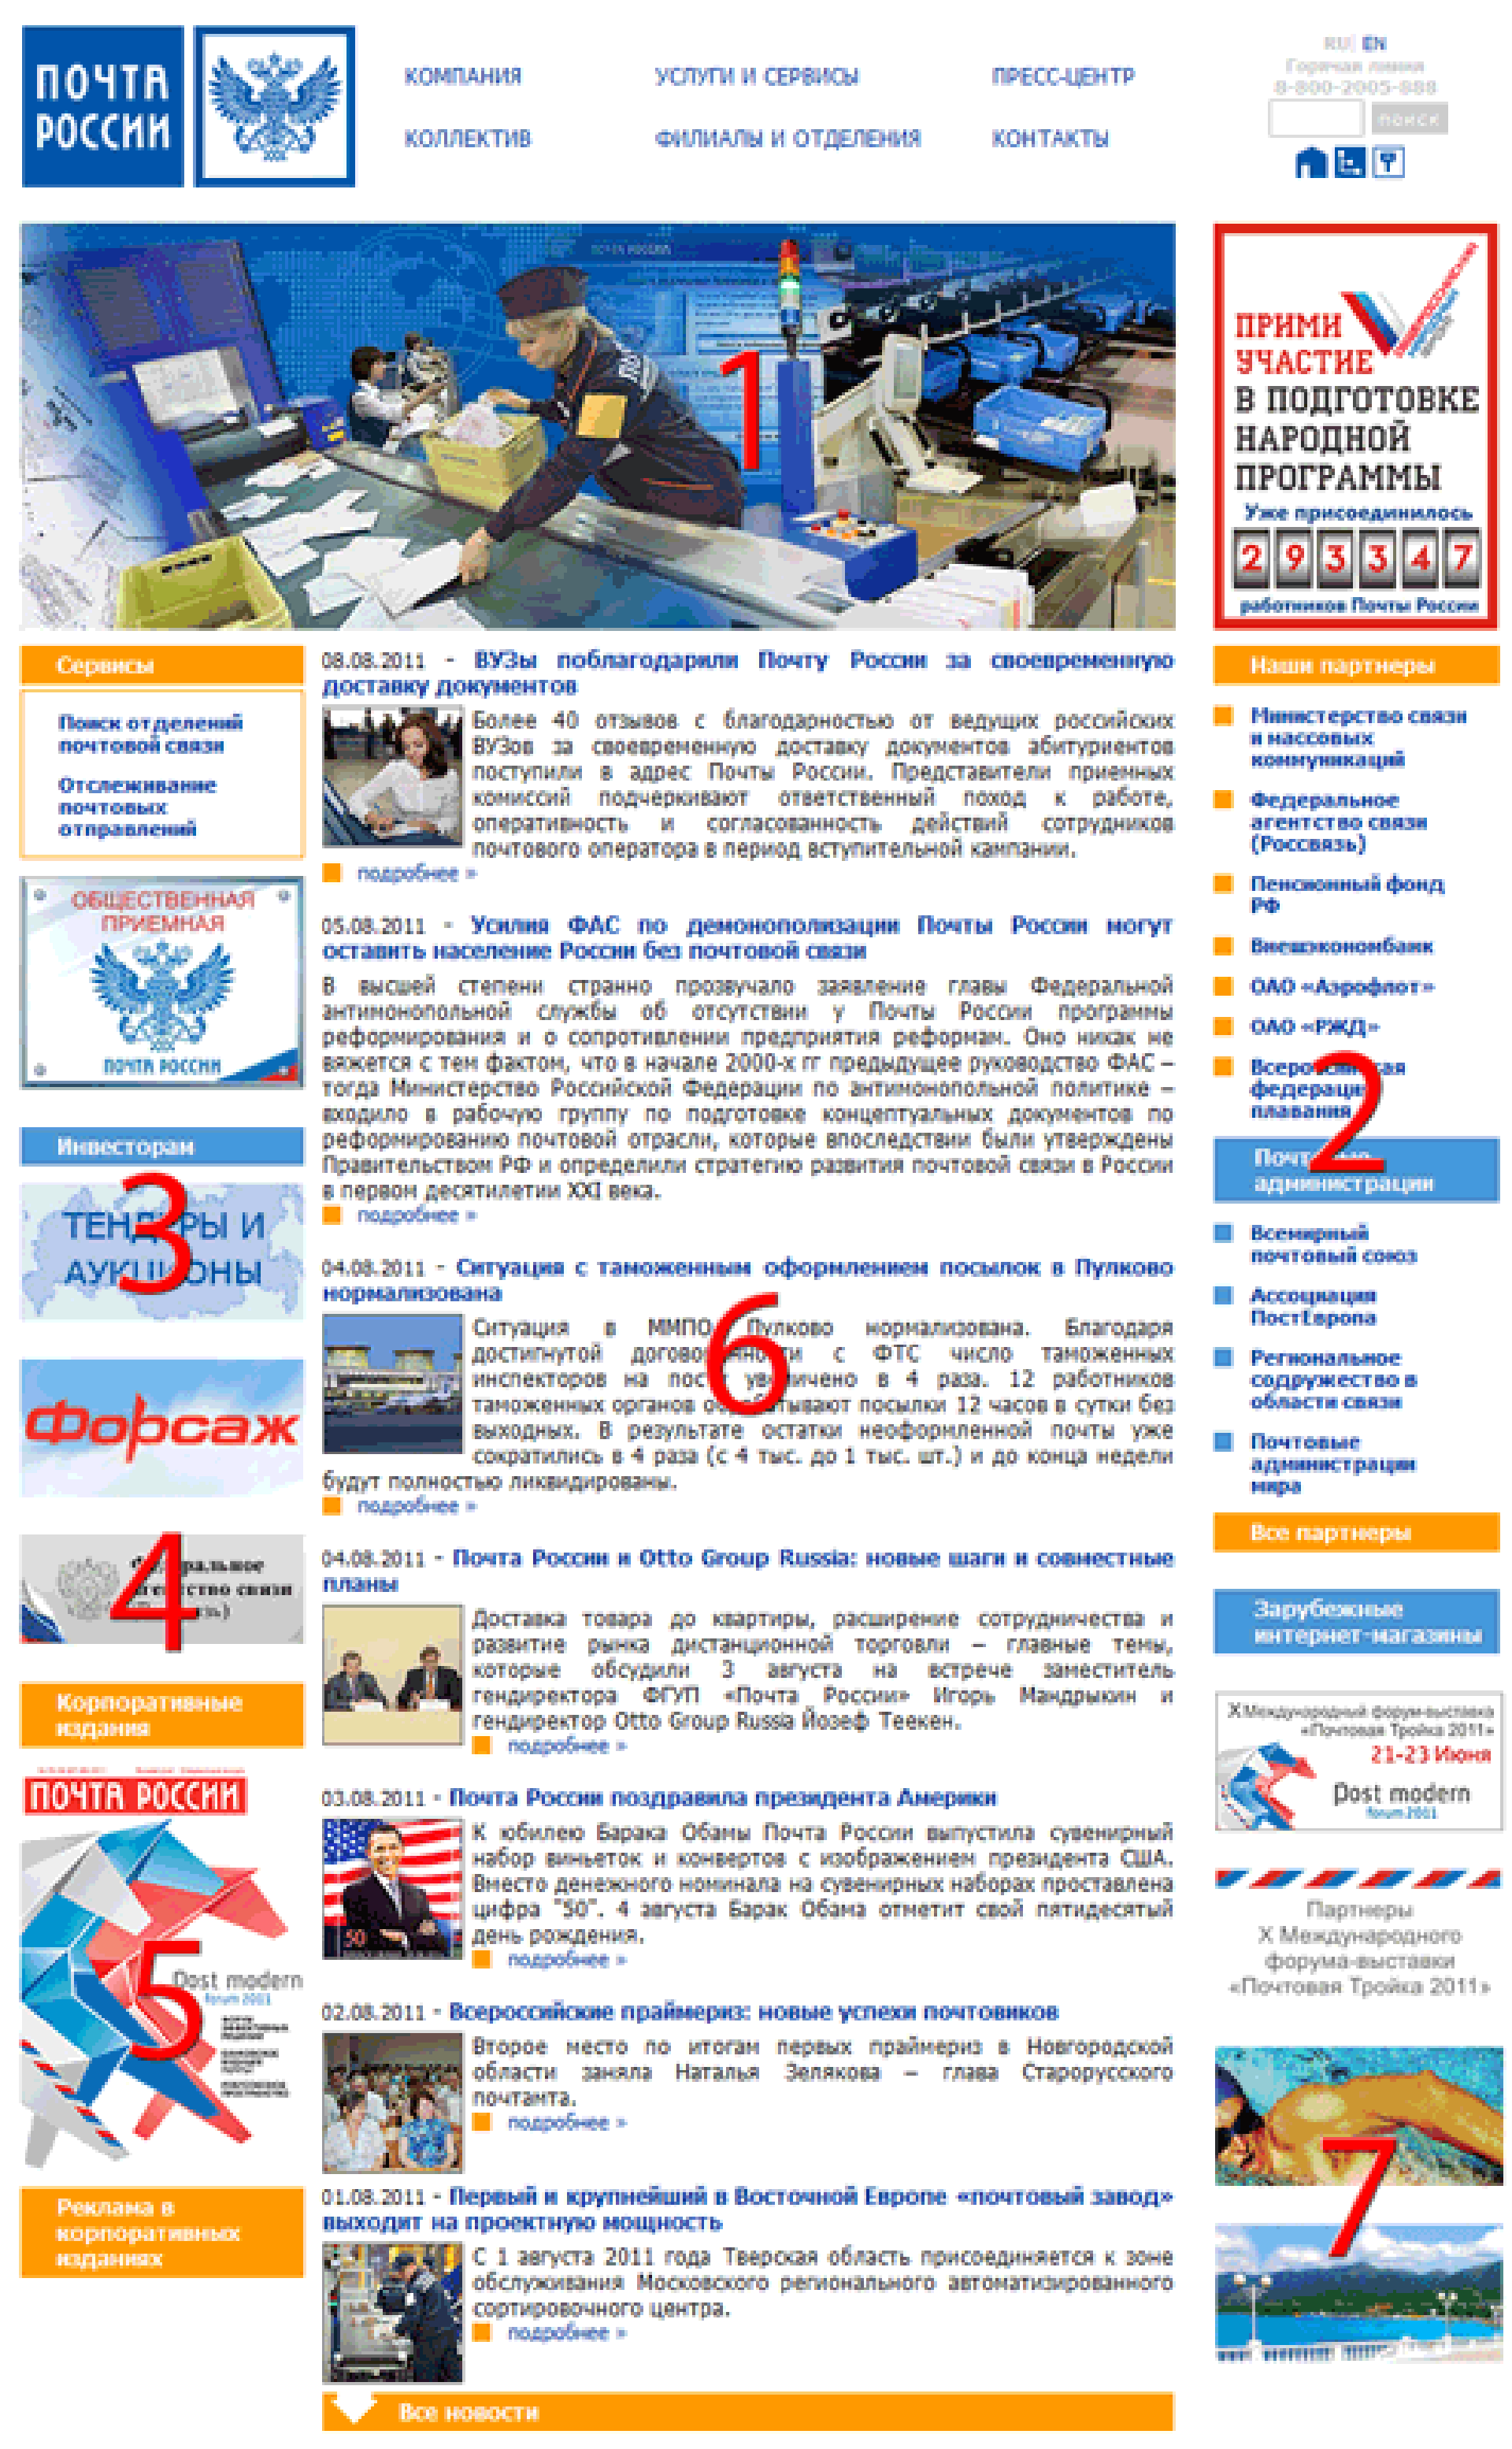 ПОЧТА
РОССИИ
КОМПАНИЯ
УСЛУГИ И СЕРВИСЫ
ПРЕСС-ЦЕНТР
КОЛЛЕКТИВ
ФИЛИАЛЫ И ОТДЕЛЕНИЯ
КОНТАКТЫ
RU| EN
Горячая линия
8-800-2005-888
поиск
1
ПРИМИ
УЧАСТИЕ
В ПОДГОТОВКЕ
НАРОДНОЙ
ПРОГРАММЫ
Уже присоединилось
2 9 3 3 4 7
работников Почты России
Сервисы
Поиск отделений
почтовой связи
Отслеживание
почтовых
отправлений
ОБЩЕСТВЕННАЯ
ПРИЕМНАЯ
ПОЧТА РОССИИ
Инвесторам
ТЕНДЕРЫ И
АУКЦИОНЫ
3
Форсаж
4
агентство связи
Корпоративные
издания
ПОЧТА РОССИИ
Post modern
forum 2011
5
Реклама в
корпоративных
изданиях
08.08.2011 - ВУЗы поблагодарили Почту России за своевременную
доставку документов
Более 40 отзывов с благодарностью от ведущих российских
ВУЗов за своевременную доставку документов абитуриентов
поступили в адрес Почты России. Представители приемных
комиссий подчеркивают ответственный поход к работе,
оперативность и согласованность действий сотрудников
почтового оператора в период вступительной кампании.
подробнее »
05.08.2011 - Усилия ФАС по демонополизации Почты России могут
оставить население России без почтовой связи
В высшей степени странно прозвучало заявление главы Федеральной
антимонопольной службы об отсутствии у Почты России программы
реформирования и о сопротивлении предприятия реформам. Оно никак не
вяжется с тем фактом, что в начале 2000-х гг предыдущее руководство ФАС –
тогда Министерство Российской Федерации по антимонопольной политике –
входило в рабочую группу по подготовке концептуальных документов по
реформированию почтовой отрасли, которые впоследствии были утверждены
Правительством РФ и определили стратегию развития почтовой связи в России
в первом десятилетии XXI века.
подробнее »
04.08.2011 - Ситуация с таможенным оформлением посылок в Пулково
нормализована
Ситуация в ММПО Пулково нормализована. Благодаря
достигнутой договоренности с ФТС число таможенных
инспекторов на посту увеличено в 4 раза. 12 работников
таможенных органов обрабатывают посылки 12 часов в сутки без
выходных. В результате остатки неоформленной почты уже
сократились в 4 раза (с 4 тыс. до 1 тыс. шт.) и до конца недели
будут полностью ликвидированы.
подробнее »
6
04.08.2011 - Почта России и Otto Group Russia: новые шаги и совместные
планы
Доставка товара до квартиры, расширение сотрудничества и
развитие рынка дистанционной торговли – главные темы,
которые обсудили 3 августа на встрече заместитель
гендиректора ФГУП «Почта России» Игорь Мандрыкин и
гендиректор Otto Group Russia Йозеф Теекен.
подробнее »
03.08.2011 - Почта России поздравила президента Америки
К юбилею Барака Обамы Почта России выпустила сувенирный
набор виньеток и конвертов с изображением президента США.
Вместо денежного номинала на сувенирных наборах проставлена
цифра "50". 4 августа Барак Обама отметит свой пятидесятый
день рождения.
50
подробнее »
02.08.2011 - Всероссийские праймериз: новые успехи почтовиков
Второе место по итогам первых праймериз в Новгородской
области заняла Наталья Зелякова – глава Старорусского
почтамта.
подробнее »
01.08.2011 - Первый и крупнейший в Восточной Европе «почтовый завод»
выходит на проектную мощность
С 1 августа 2011 года Тверская область присоединяется к зоне
обслуживания Московского регионального автоматизированного
сортировочного центра.
подробнее »
Все новости
Наши партнеры
Министерство связи
и массовых
коммуникаций
Федеральное
агентство связи
(Россвязь)
Пенсионный фонд
РФ
Внешэкономбанк
ОАО «Аэрофлот»
ОАО «РЖД»
Всероссийская
федерация
плавания
2
Почтовые
администрации
Всемирный
почтовый союз
Ассоциация
ПостЕвропа
Региональное
содружество в
области связи
Почтовые
администрации
мира
Все партнеры
Зарубежные
интернет-магазины
X Международный форум-выставка
«Почтовая Тройка 2011»
21-23 Июня
Post modern
forum 2011
Партнеры
X Международного
форума-выставки
«Почтовая Тройка 2011»
7